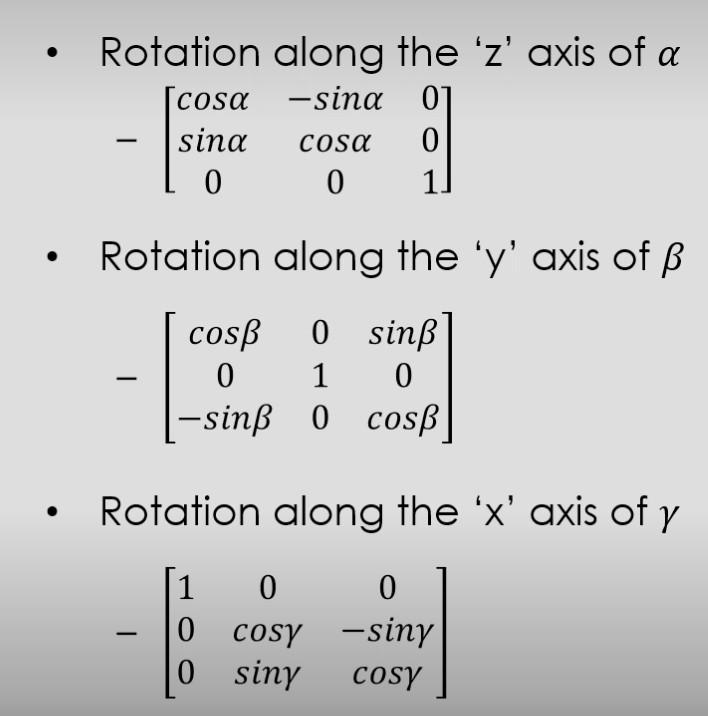 • Rotation along the ‘z’ axis of α
– [cosα −sinα 0
sinα cosα 0
0 0 1]
• Rotation along the ‘y’ axis of β
– [cosβ 0 sinβ
0 1 0
−sinβ 0 cosβ]
• Rotation along the ‘x’ axis of γ
– [1 0 0
0 cosγ −sinγ
0 sinγ cosγ]